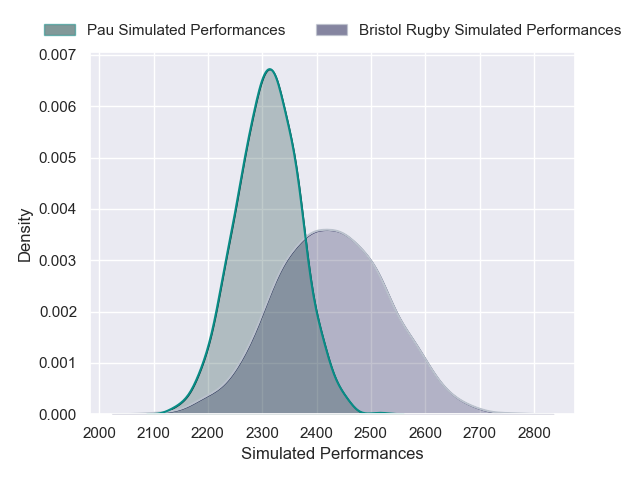 Pau Simulated Performances Bristol Rugby Simulated Performances
0.007
0.006
0.005
0.004
0.003
0.002
0.001
0.000
Density
2000 2100 2200 2300 2400 2500 2600 2700 2800
Simulated Performances